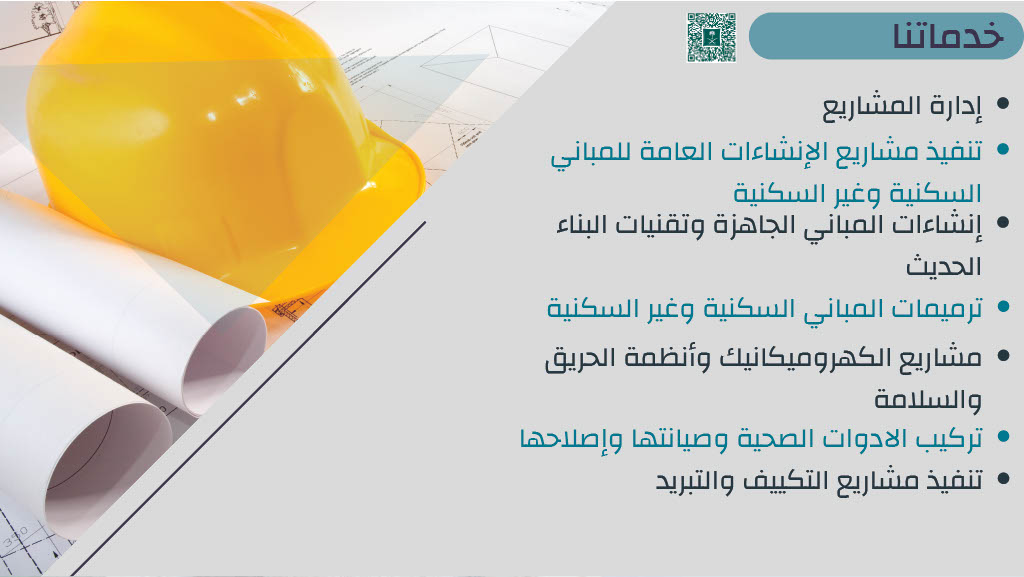 خدماتنا
• إدارة المشاريع
• تنفيذ مشاريع الإنشاءات العامة للمباني
السكنية وغير السكنية
• إنشاءات المباني الجاهزة وتقنيات البناء
الحديث
• ترميمات المباني السكنية وغير السكنية
• مشاريع الكهروميكانيك وأنظمة الحريق
والسلامة
• تركيب الادوات الصحية وصيانتها وإصلاحها
• تنفيذ مشاريع التكييف والتبريد
350